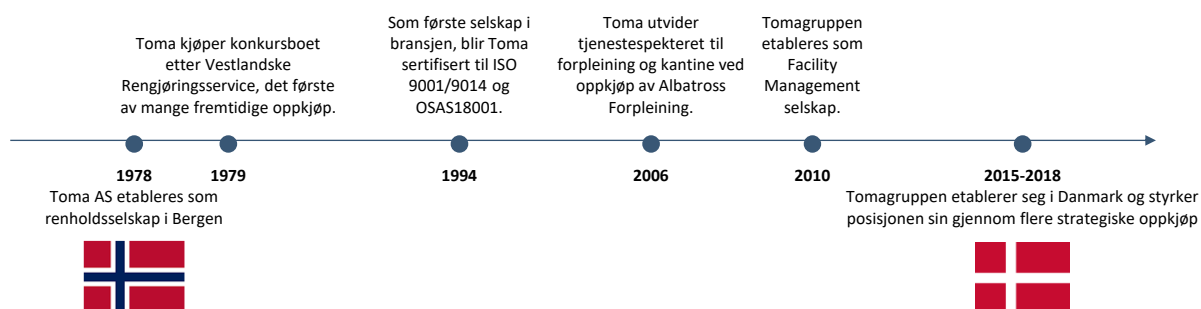 Toma kjøper konkursboet
etter Vestlandske
Rengjøringsservice, det første
av mange fremtidige oppkjøp.
Som første selskap i
bransjen, blir Toma
sertifisert til ISO
9001/9014 og
OSAS18001.
Toma utvider
tjenestespekteret til
forpleining og kantine ved
oppkjøp av Albatross
Forpleining.
Tomagruppen
etableres som
Facility
Management
selskap.
1978
1979
1994
2006
2010
2015-2018
Toma AS etableres som
renholdsselskap i Bergen
Tomagruppen etablerer seg i Danmark og styrker
posisjonen sin gjennom flere strategiske oppkjøp